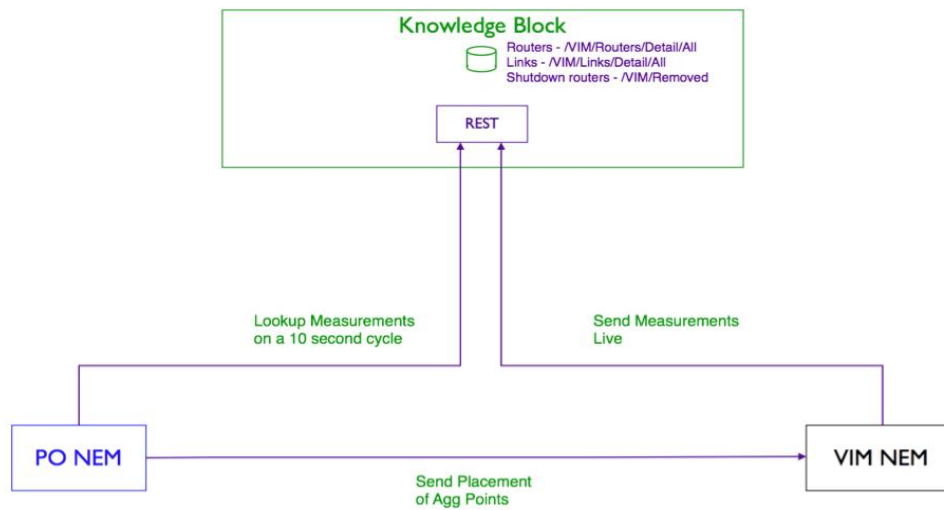 Knowledge Block
Routers - /VIM/Routers/Detail/All
Links - /VIM/Links/Detail/All
Shutdown routers - /VIM/Removed
REST
Lookup Measurements
on a 10 second cycle
Send Measurements
Live
PO NEM
VIM NEM
Send Placement
of Agg Points